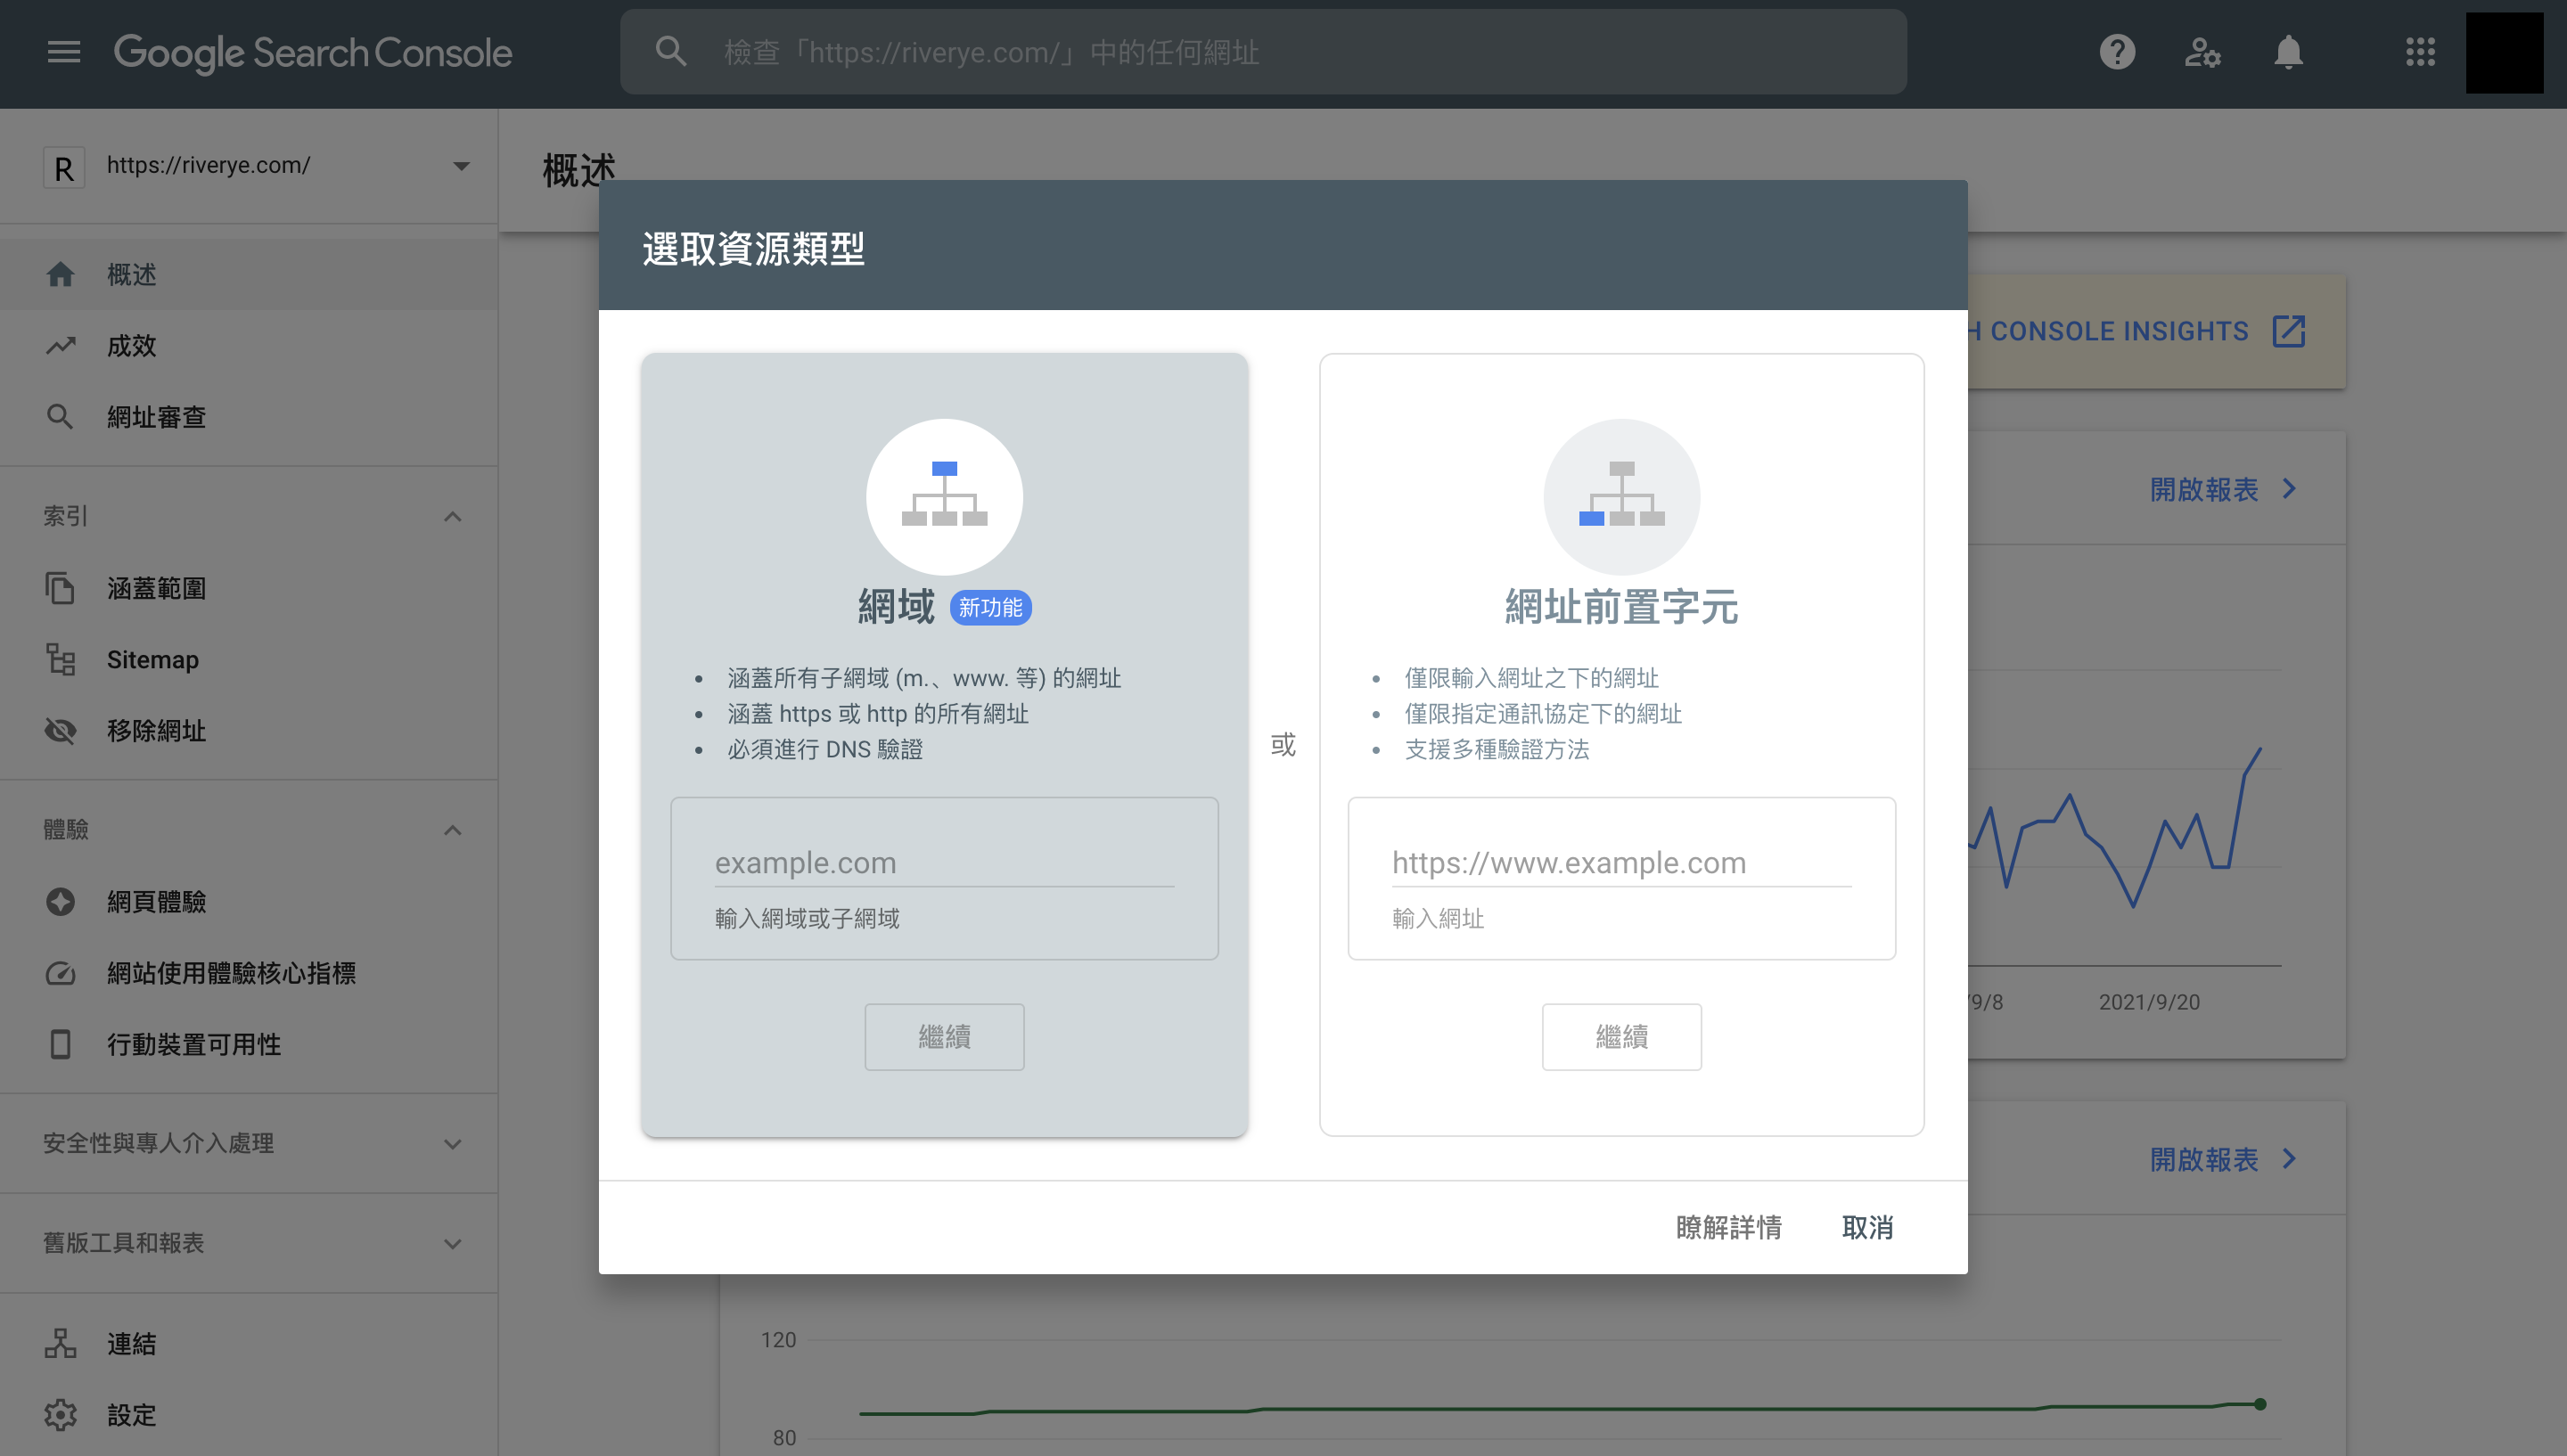 Google Search Console
檢查「https://riverye.com/」中的任何網址
R
https://riverye.com/
概述
成效
網址審查
索引
涵蓋範圍
Sitemap
移除網址
體驗
網頁體驗
網站使用體驗核心指標
行動裝置可用性
安全性與專人介入處理
舊版工具和報表
連結
設定
概述
CONSOLE INSIGHTS
開啟報表
/9/8
2021/9/20
開啟報表
120
80
選取資源類型
網域 新功能
涵蓋所有子網域 (m.、www. 等) 的網址
涵蓋 https 或 http 的所有網址
必須進行 DNS 驗證
example.com
輸入網域或子網域
繼續
或
網址前置字元
僅限輸入網址之下的網址
僅限指定通訊協定下的網址
支援多種驗證方法
https://www.example.com
輸入網址
繼續
瞭解詳情 取消